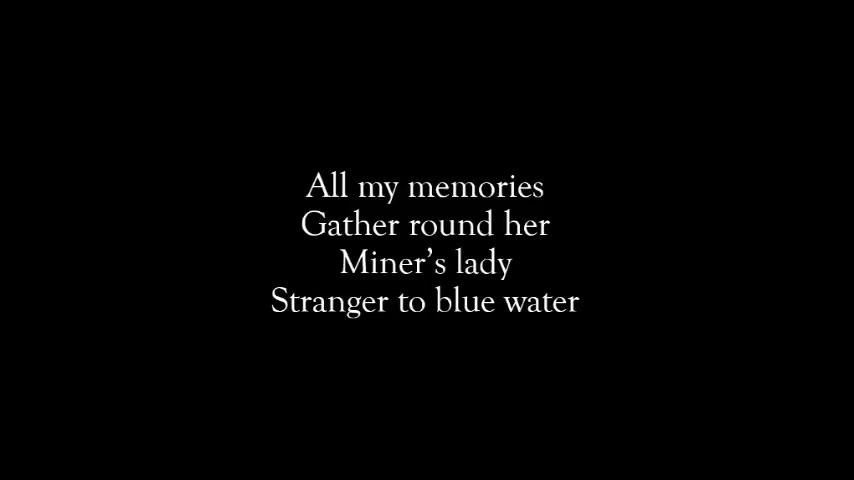 All my memories
Gather round her
Miner’s lady
Stranger to blue water